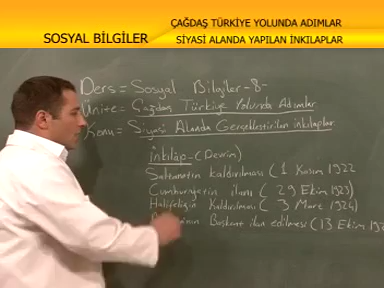 ÇAĞDAŞ TÜRKİYE YOLUNDA ADIMLAR
SOSYAL BİLGİLER
SİYASİ ALANDA YAPILAN İNKILAPLAR
Ders = Sosyal Bilgiler -8-
Ünite = Çağdaş Türkiye Yolunda Adımlar
Konu = Siyasi Alanda Gerçekleştirilen inkılaplar
İnkılâp - (Devrim)
Saltanatın kaldırılması ( 1 Kasım 1922
Cumhuriyetin ilanı ( 29 Ekim 1923)
Halifeliğin Kaldırılması ( 3 Mart 1924)
Başkent ilan edilmesi (13 Ekim